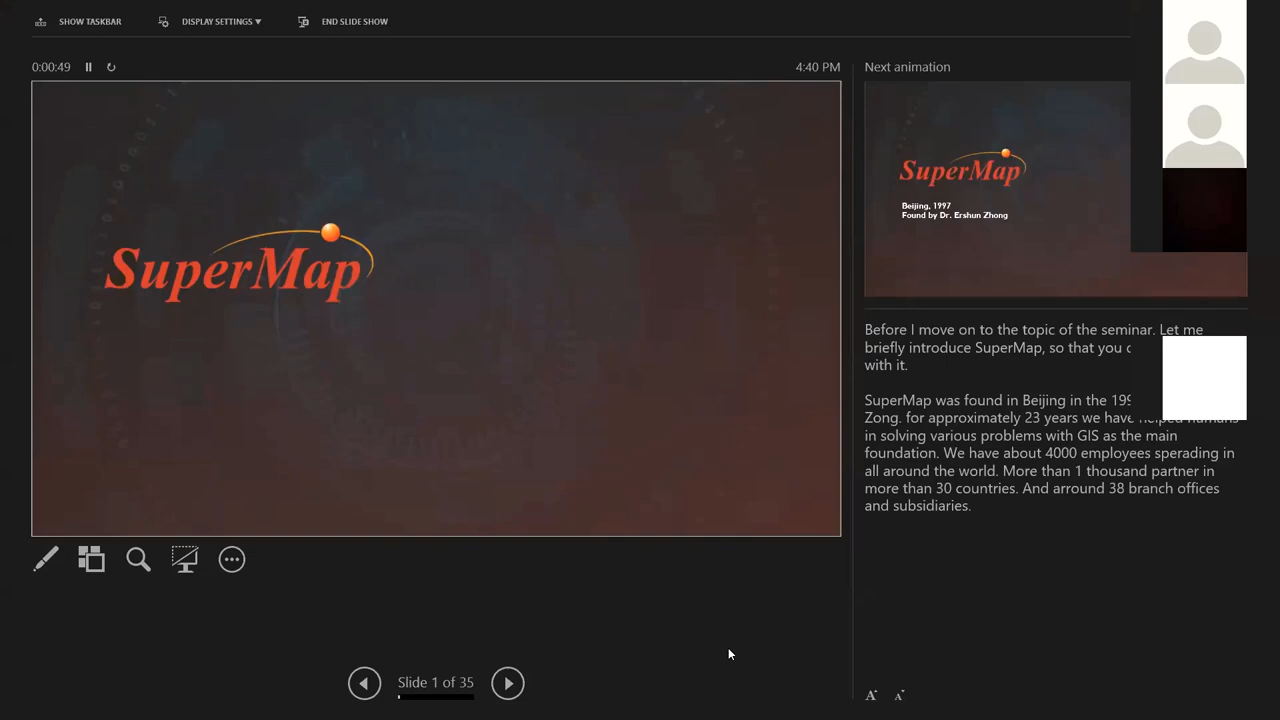 SHOW TASKBAR
DISPLAY SETTINGS
END SLIDE SHOW
0:00:49
4:40 PM
Next animation
SuperMap
SuperMap
Beijing, 1997
Found by Dr. Ershun Zhong
Before I move on to the topic of the seminar. Let me
briefly introduce SuperMap, so that you
with it.
SuperMap was found in Beijing in the 199
Zong. for approximately 23 years we have helped humans
in solving various problems with GIS as the main
foundation. We have about 4000 employees sperading in
all around the world. More than 1 thousand partner in
more than 30 countries. And arround 38 branch offices
and subsidiaries.
Slide 1 of 35
A
A